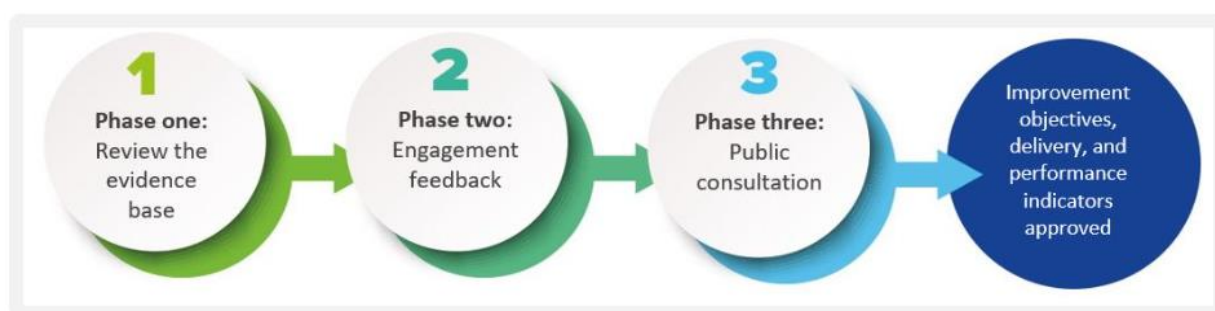 1
Phase one:
Review the
evidence
base
2
Phase two:
Engagement
feedback
3
Phase three:
Public
consultation
Improvement
objectives,
delivery, and
performance
indicators
approved